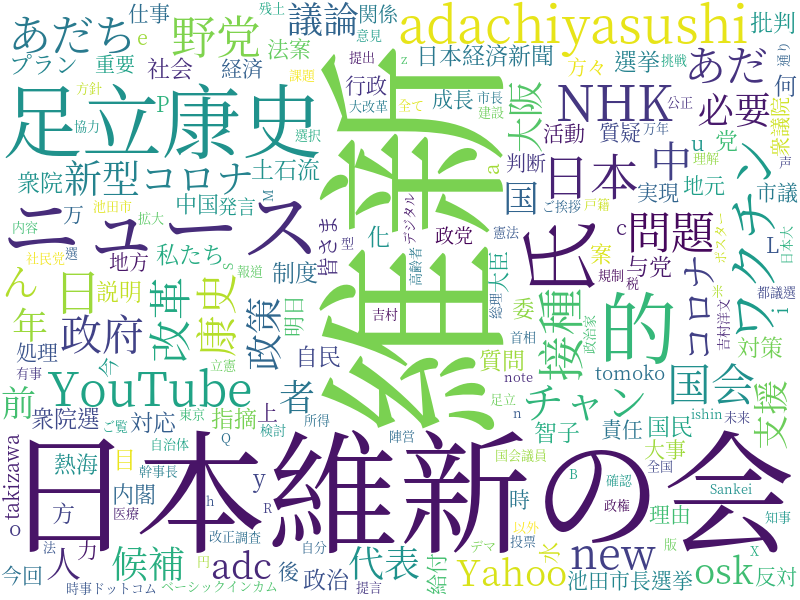 仕事
残土
議論
関係
意見
adachiyasushi
批判
あだち
e
野党
法案
日本経済新聞
方々
挑戦
あだ
通り
プラン
重要
社会
経済
行政
提出
z
選挙
何
方針
課題
P
大改革
成長
全て
市長
建設
大阪
NHK
必要
公正
衆議院
協力
足立康史
選択
維新
活動
質疑
万年
u
党
理解
声
衆院
新型コロナ
土石流
a
判断
日本
中
ワクチン
万
池田市
中国
発言
M
デジタル
国
実現
地元
市議
ニュース
内容
拡大
化
政党
ご挨拶
戸籍
案
ポスター
日本大
社民党
選
地方
私たち
皆さま
型
高齢者
憲法
c
問題
L
ん
日
説明
s
報道
制度
大臣
氏
与党
規制
税
コロナ
米
都議選
i
年
改革
康史
明日
政策
吉村
総理
委
接種
的
吉村洋文
対策
政府
処理
今
立憲
自民
首相
政治家
質問
有事
note
tomoko
前
YouTube
者
上
足立
n
チャン
国会
支援
ishin
未来
衆院選
ご覧
対応
東京
指摘
所得
智子
責任
国民
takizawa
目
自治体
Q
検討
陣営
大事
熱海
幹事長
y
国会議員
B
確認
全国
日本維新の会
o
方
内閣
医療
h
R
時
以外
政権
Sankei
理由
知事
人
力
改正
調査
自分
デマ
投票
版
X
今回
法
候補
adc
円
後
政治
代表
給付
Yahoo
水
new
osk
反対
時事ドットコム
ベーシックインカム
提言
池田市長選挙